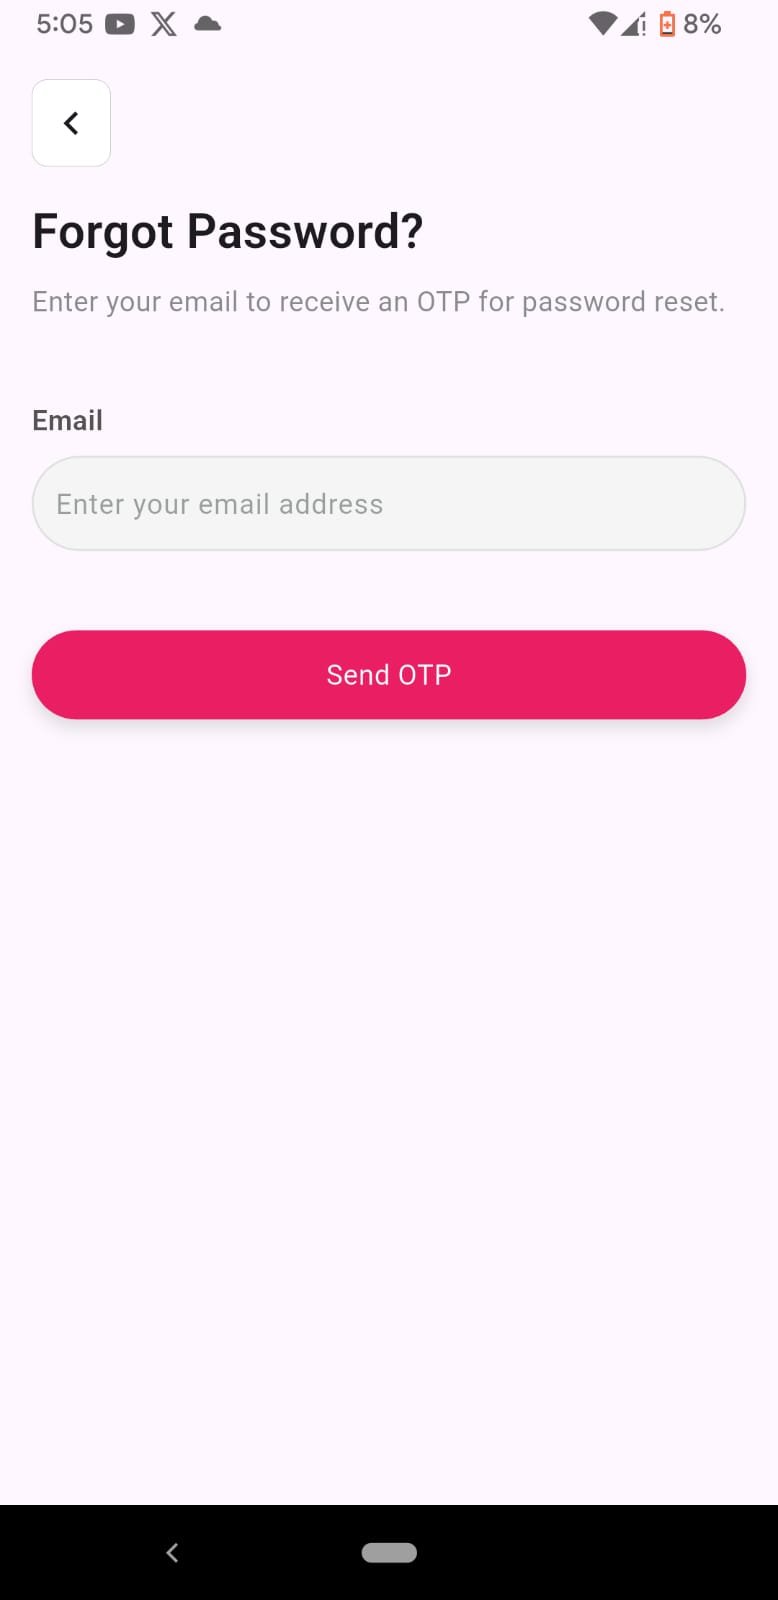 5:05 8%
Forgot Password?
Enter your email to receive an OTP for password reset.
Email
Enter your email address
Send OTP